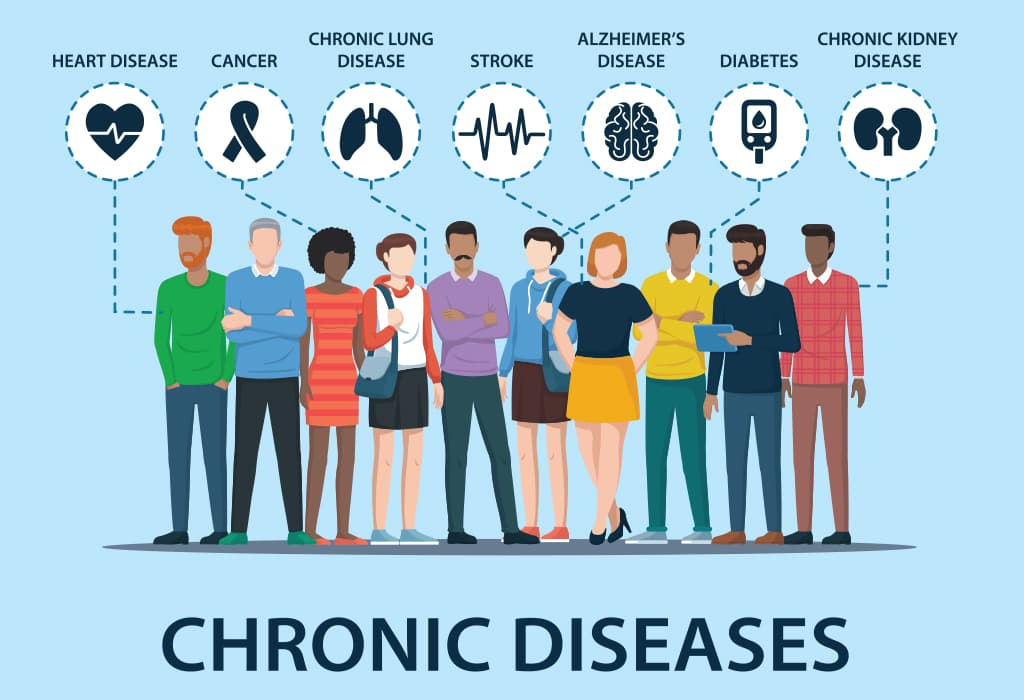 HEART DISEASE
CANCER
CHRONIC LUNG
DISEASE
STROKE
ALZHEIMER'S
DISEASE
DIABETES
CHRONIC KIDNEY
DISEASE
CHRONIC DISEASES